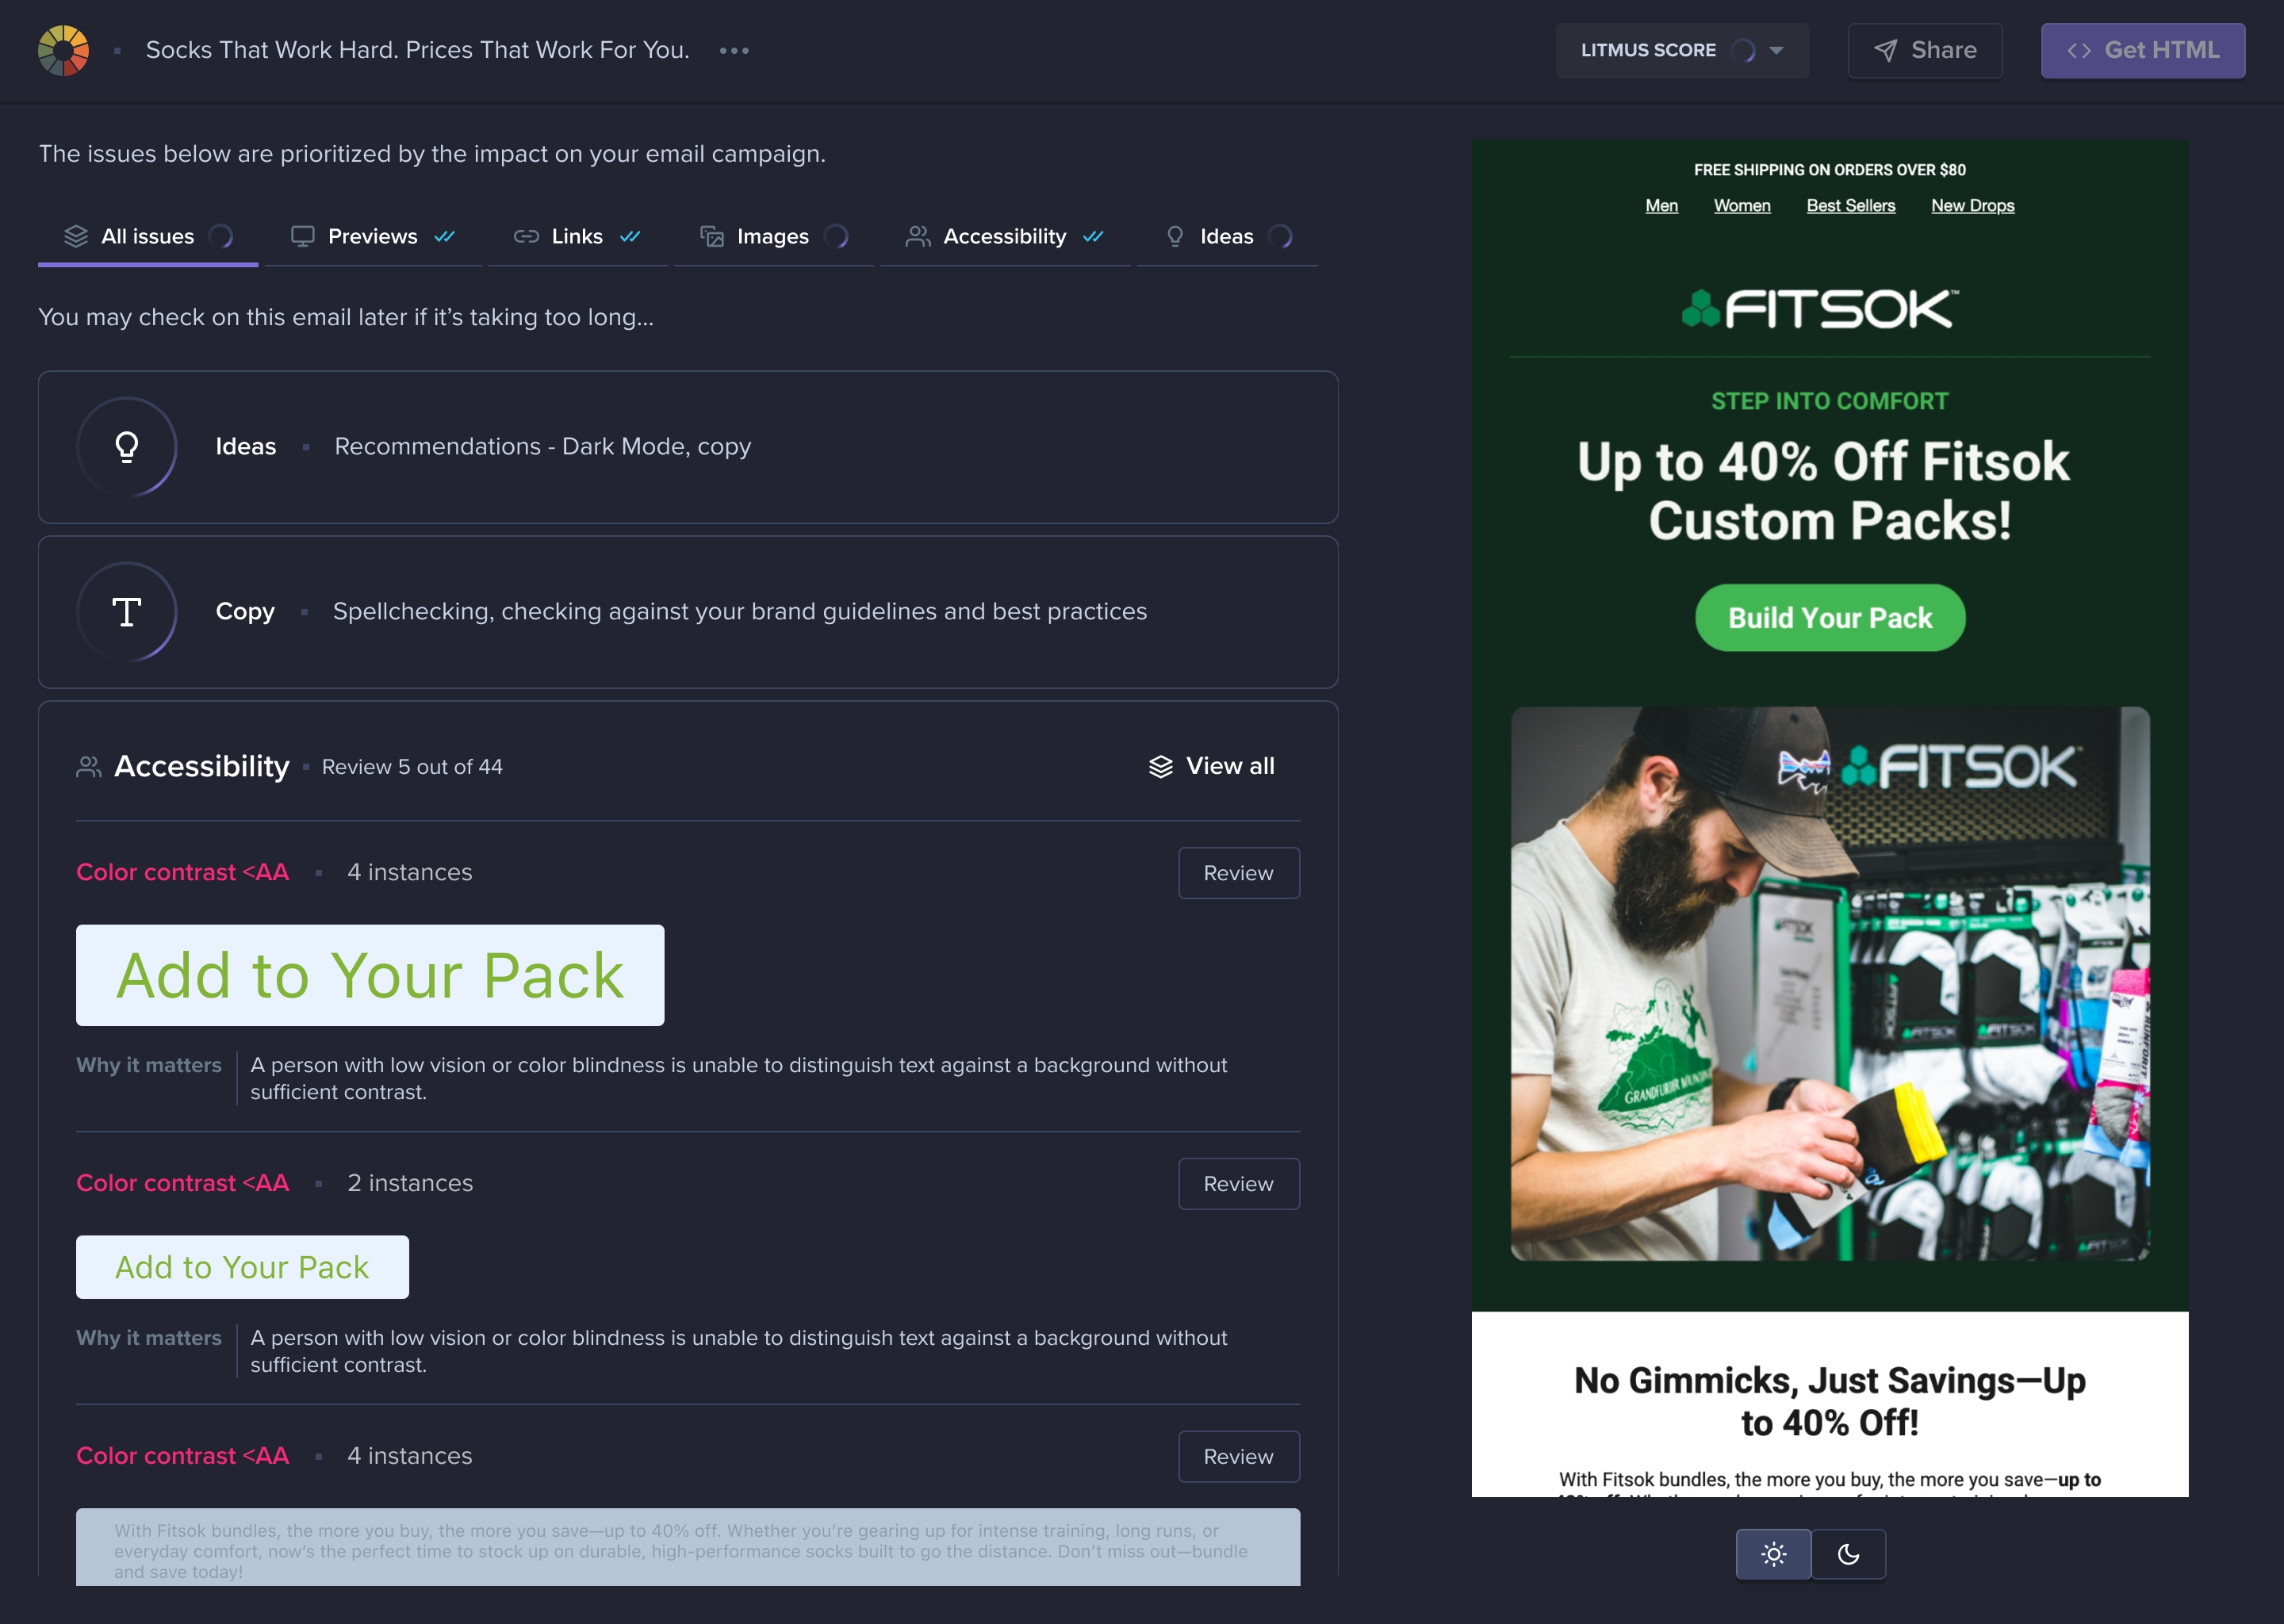 Socks That Work Hard. Prices That Work For You.
LITMUS SCORE
Share
Get HTML
The issues below are prioritized by the impact on your email campaign.
All issues
Previews
Links
Images
Accessibility
Ideas
You may check on this email later if it's taking too long...
Ideas
Recommendations - Dark Mode, copy
Copy
Spellchecking, checking against your brand guidelines and best practices
Accessibility
Review 5 out of 44
View all
Color contrast <AA
4 instances
Review
Add to Your Pack
Why it matters
A person with low vision or color blindness is unable to distinguish text against a background without
sufficient contrast.
Color contrast <AA
2 instances
Review
Add to Your Pack
Why it matters
A person with low vision or color blindness is unable to distinguish text against a background without
sufficient contrast.
Color contrast <AA
4 instances
Review
With Fitsok bundles, the more you buy, the more you save—up to 40% off. Whether you're gearing up for intense training, long runs, or
everyday comfort, now's the perfect time to stock up on durable, high-performance socks built to go the distance. Don't miss out—bundle
and save today!
FREE SHIPPING ON ORDERS OVER $80
Men
Women
Best Sellers
New Drops
FITSOK™
STEP INTO COMFORT
Up to 40% Off Fitsok
Custom Packs!
Build Your Pack
FITSOK
FITSOK
FITSOK
FITSOK
No Gimmicks, Just Savings—Up
to 40% Off!
With Fitsok bundles, the more you buy, the more you save—up to